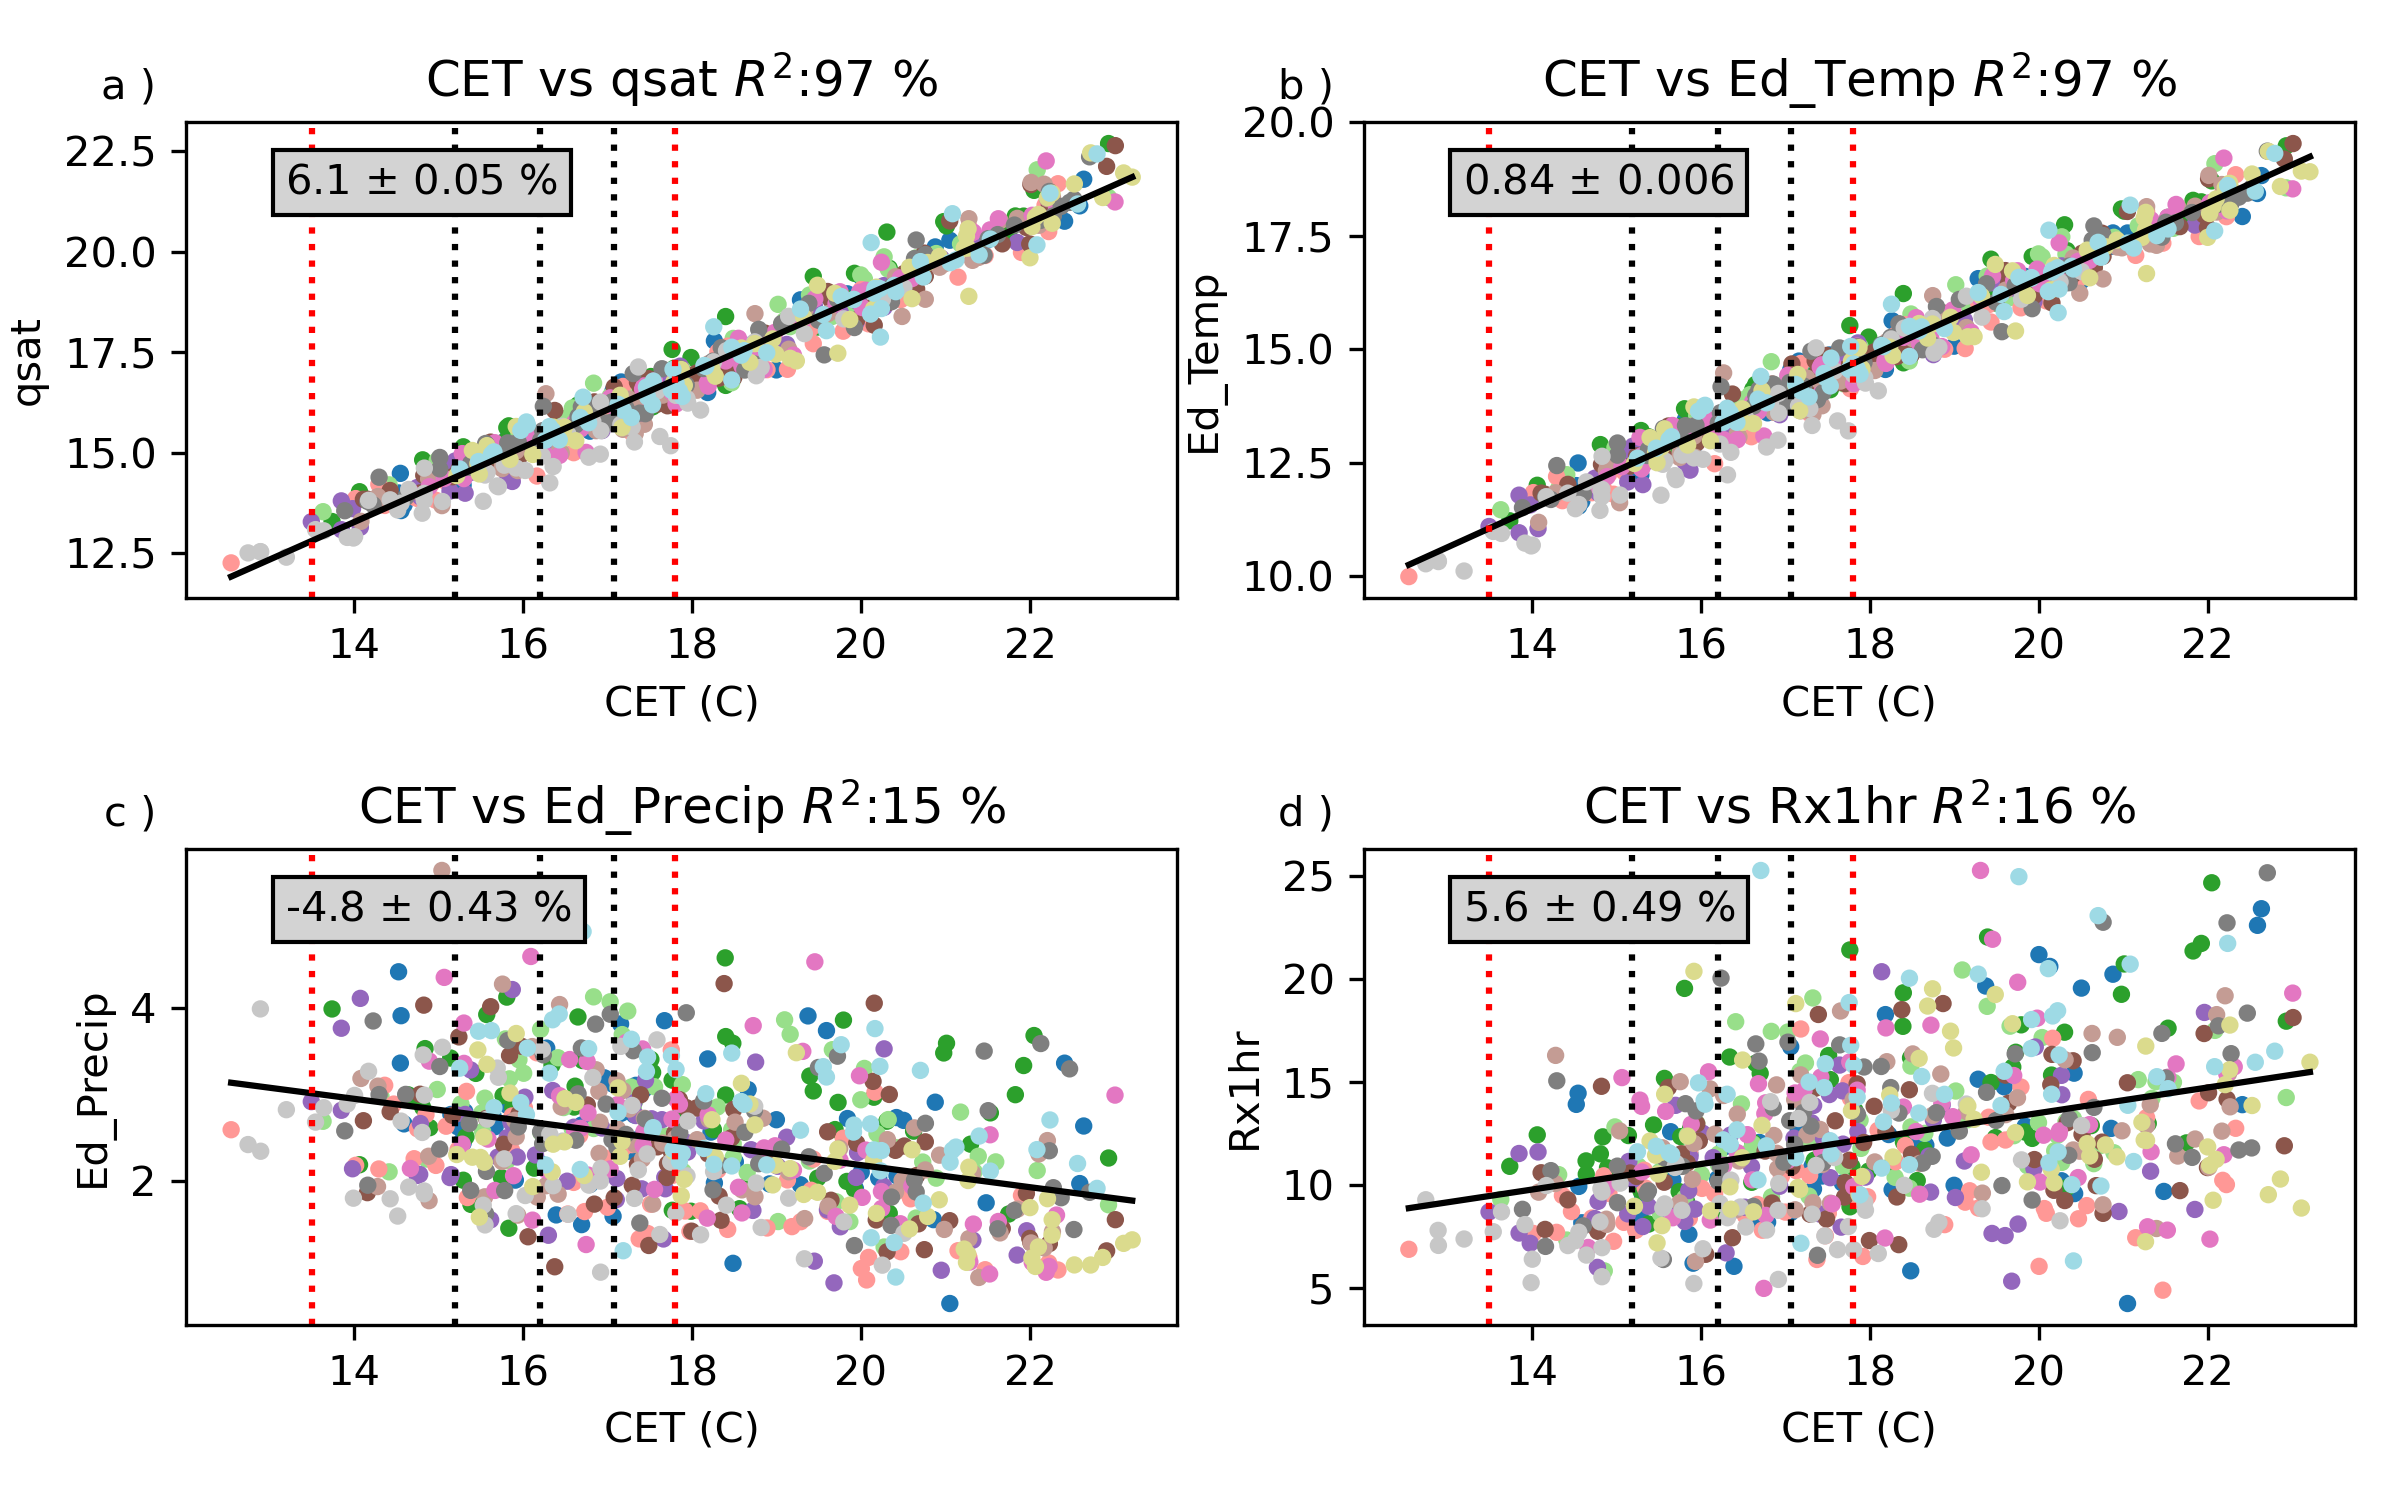 a )
CET vs qsat R²:97 %
6.1 ± 0.05 %
qsat
22.5
20.0
17.5
15.0
12.5
14 16 18 20 22
CET (C)
b )
CET vs Ed_Temp R²:97 %
0.84 ± 0.006
Ed_Temp
20.0
17.5
15.0
12.5
10.0
14 16 18 20 22
CET (C)
c )
CET vs Ed_Precip R²:15 %
-4.8 ± 0.43 %
Ed_Precip
4
2
14 16 18 20 22
CET (C)
d )
CET vs Rx1hr R²:16 %
5.6 ± 0.49 %
Rx1hr
25
20
15
10
5
14 16 18 20 22
CET (C)